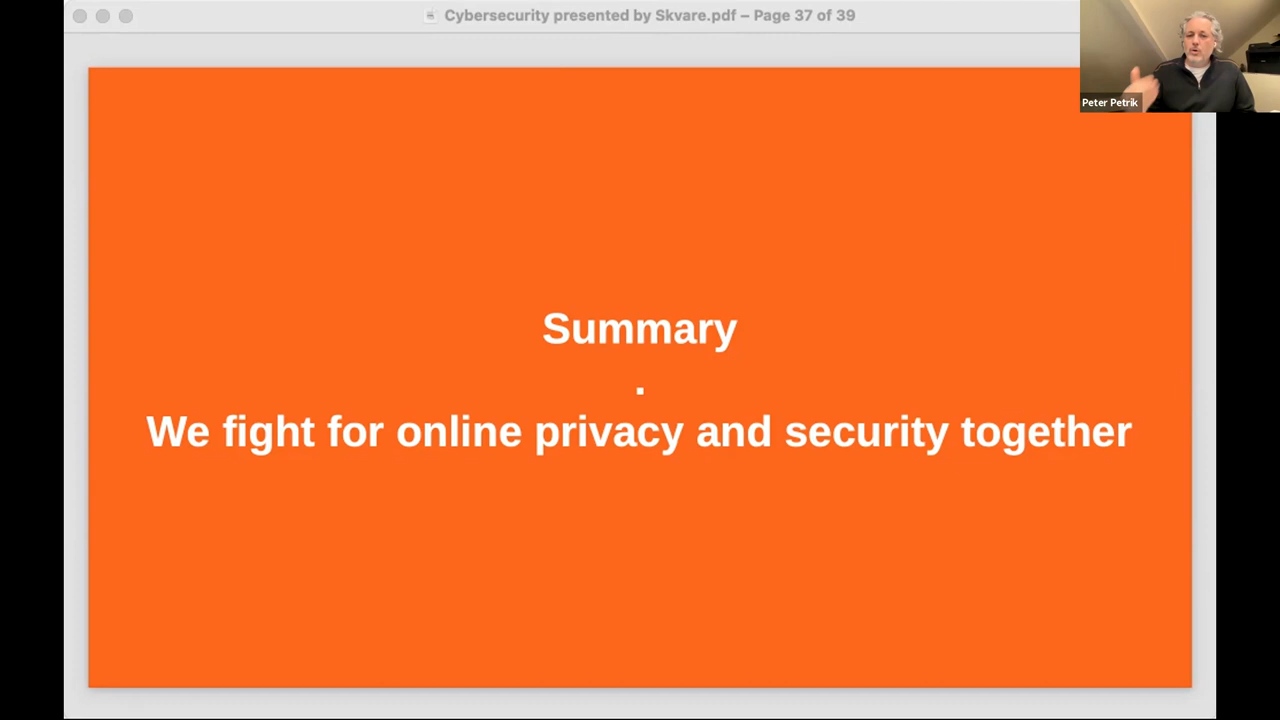 Cybersecurity presented by Skvare.pdf – Page 37 of 39
Peter Petrik
Summary
.
We fight for online privacy and security together